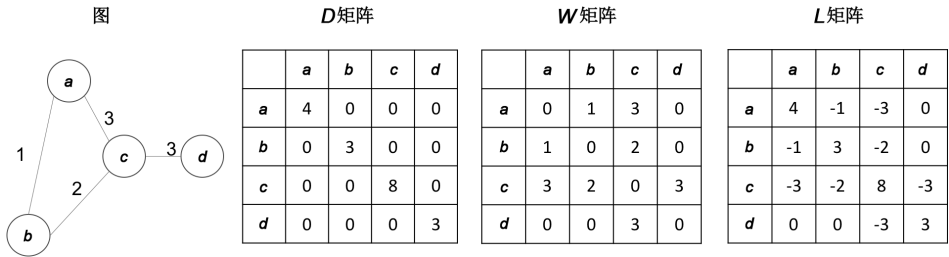 图
D矩阵
W矩阵
L矩阵
a
3
c
3
d
1
2
b
a b c d
a 4 0 0 0
b 0 3 0 0
c 0 0 8 0
d 0 0 0 3
a b c d
a 0 1 3 0
b 1 0 2 0
c 3 2 0 3
d 0 0 3 0
a b c d
a 4 -1 -3 0
b -1 3 -2 0
c -3 -2 8 -3
d 0 0 -3 3